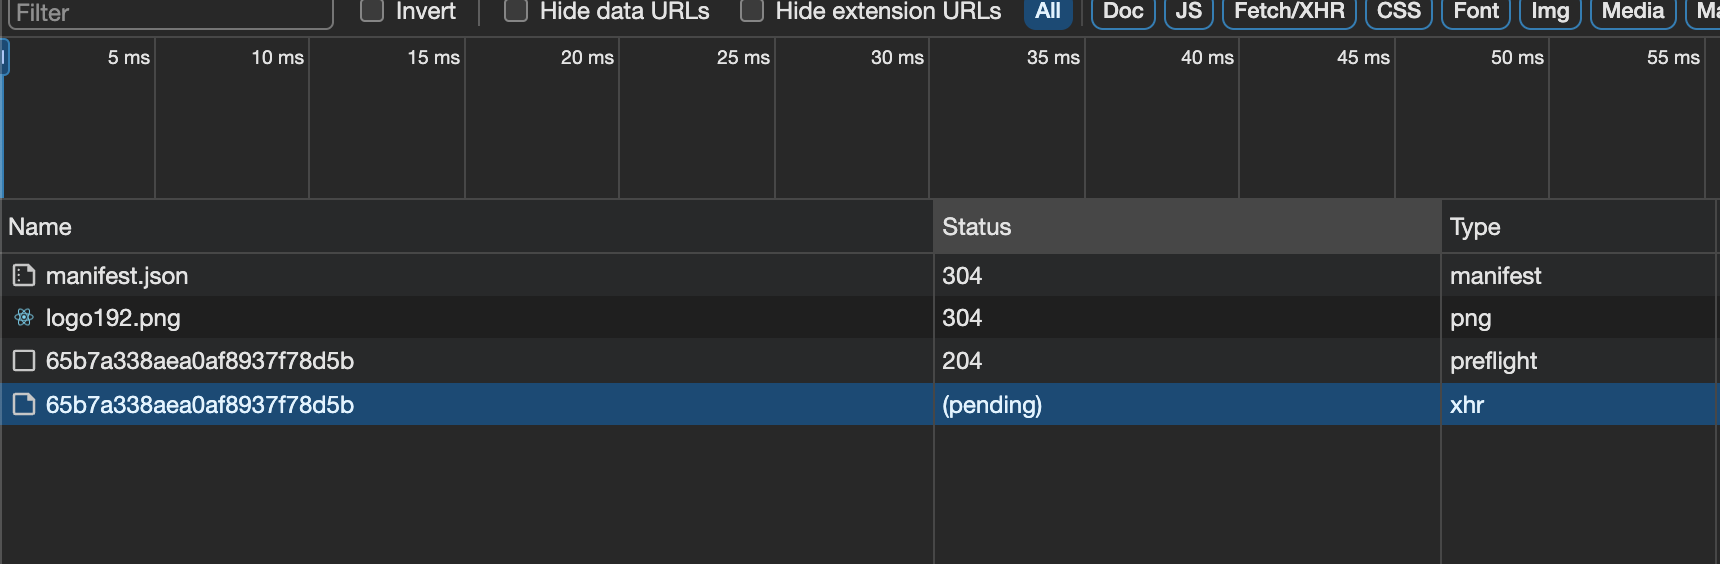 Filter Invert Hide data URLs Hide extension URLs All Doc JS Fetch/XHR CSS Font Img Media
5 ms 10 ms 15 ms 20 ms 25 ms 30 ms 35 ms 40 ms 45 ms 50 ms 55 ms
Name Status Type
manifest.json 304 manifest
logo192.png 304 png
65b7a338aea0af8937f78d5b 204 preflight
65b7a338aea0af8937f78d5b (pending) xhr